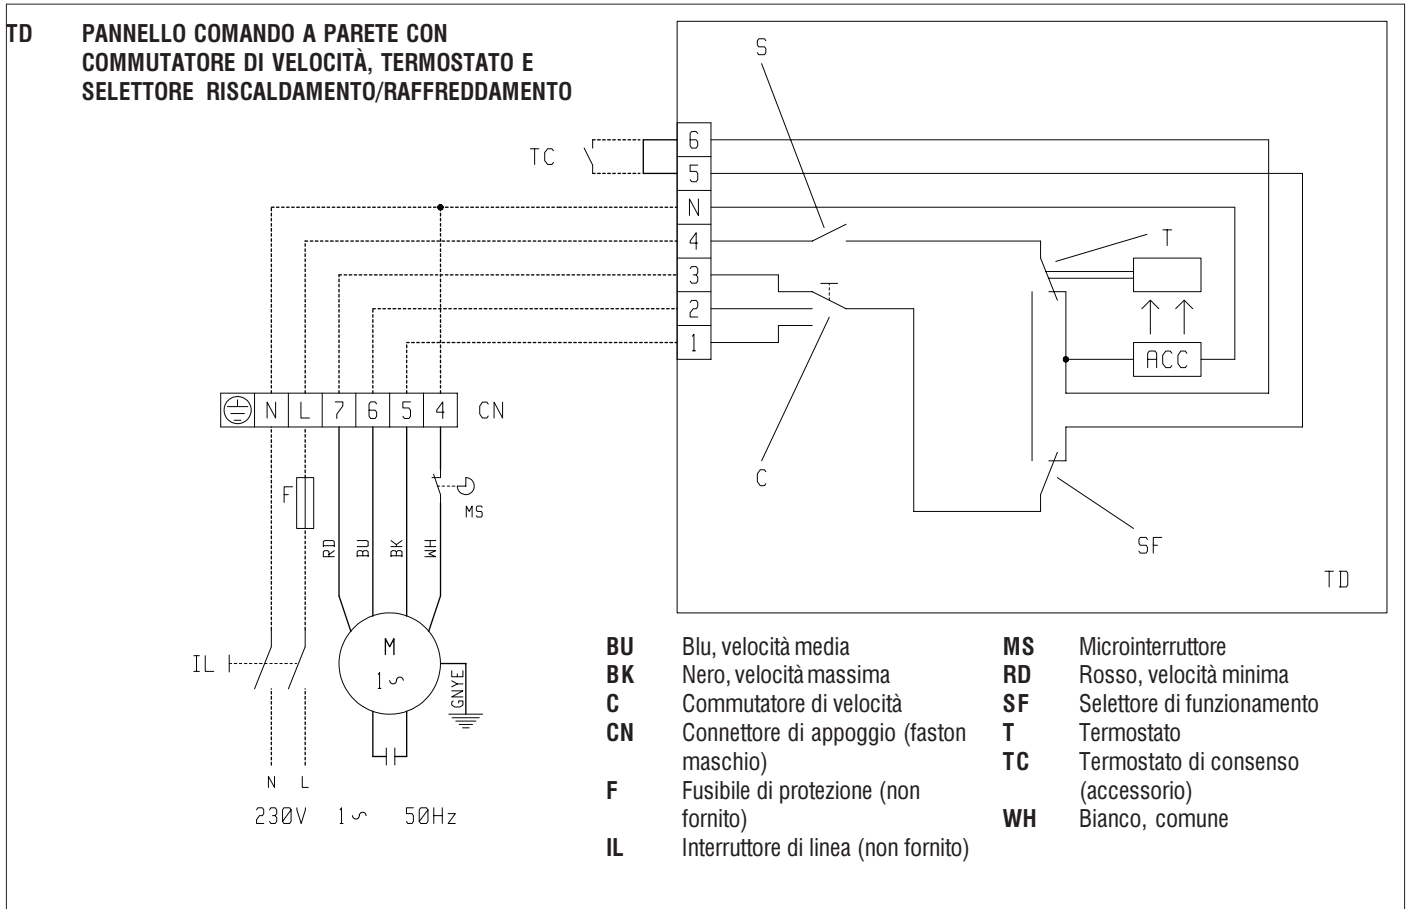 TD PANNELLO COMANDO A PARETE CON
COMMUTATORE DI VELOCITÀ, TERMOSTATO E
SELETTORE RISCALDAMENTO/RAFFREDDAMENTO
S
TC
6
5
N
4
3
2
1
T
ACC
C
SF
TD
N L 7 6 5 4 CN
F
MS
RD BU BK WH
M
1∿
GNYE
IL
N L
230V 1∿ 50Hz
BU Blu, velocità media
BK Nero, velocità massima
C Commutatore di velocità
CN Connettore di appoggio (faston
maschio)
F Fusibile di protezione (non
fornito)
IL Interruttore di linea (non fornito)
MS Microinterruttore
RD Rosso, velocità minima
SF Selettore di funzionamento
T Termostato
TC Termostato di consenso
(accessorio)
WH Bianco, comune